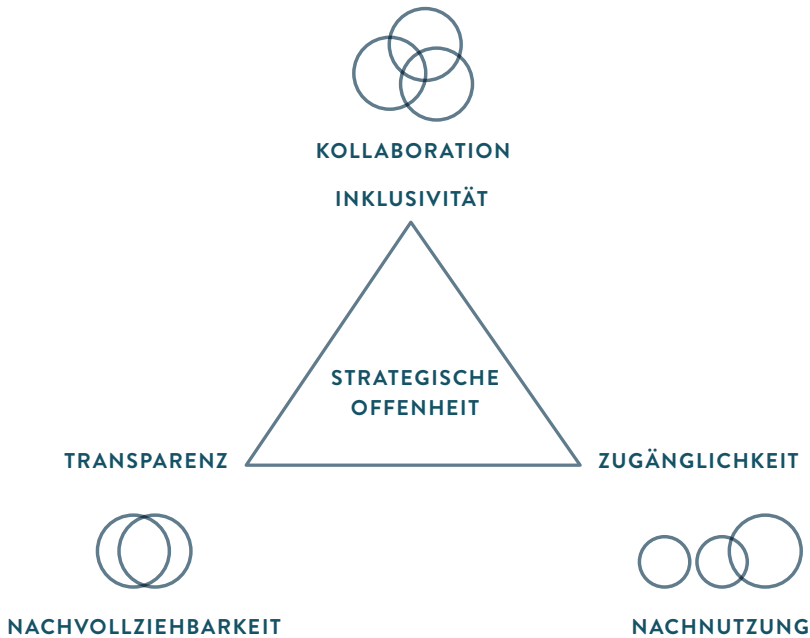 KOLLABORATION
INKLUSIVITÄT
STRATEGISCHE
OFFENHEIT
TRANSPARENZ
ZUGÄNGLICHKEIT
NACHVOLLZIEHBARKEIT
NACHNUTZUNG